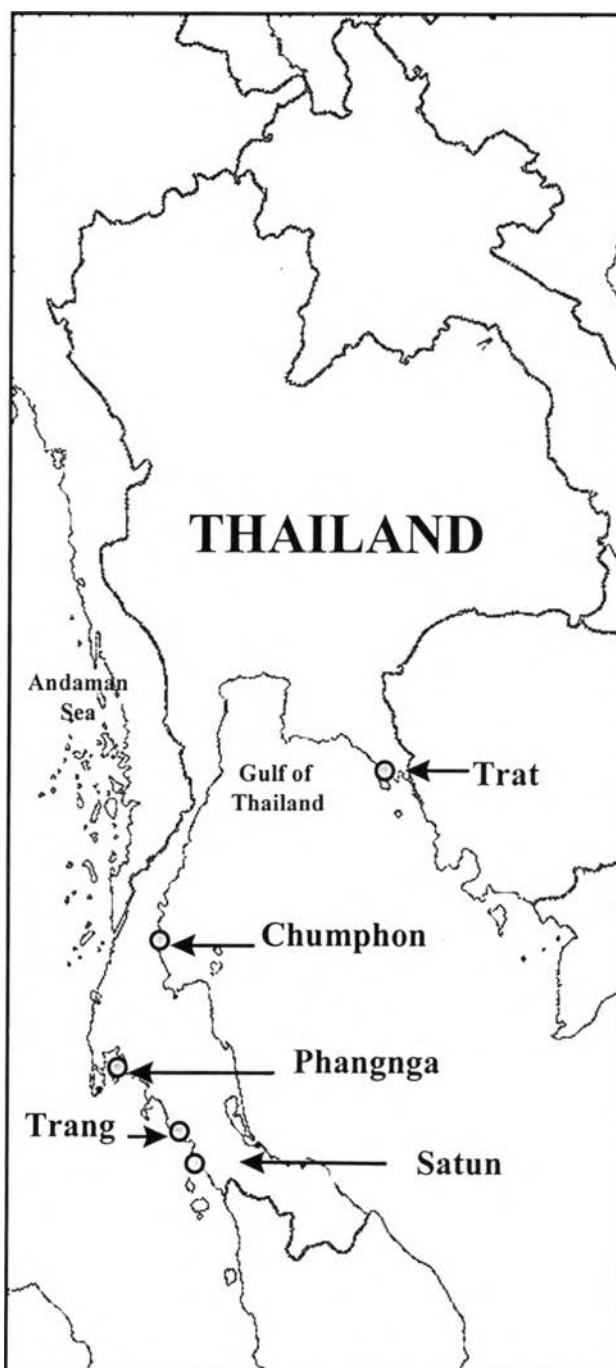 THAILAND
Andaman
Sea
Gulf of
Thailand
Trat
Chumphon
Phangnga
Trang
Satun